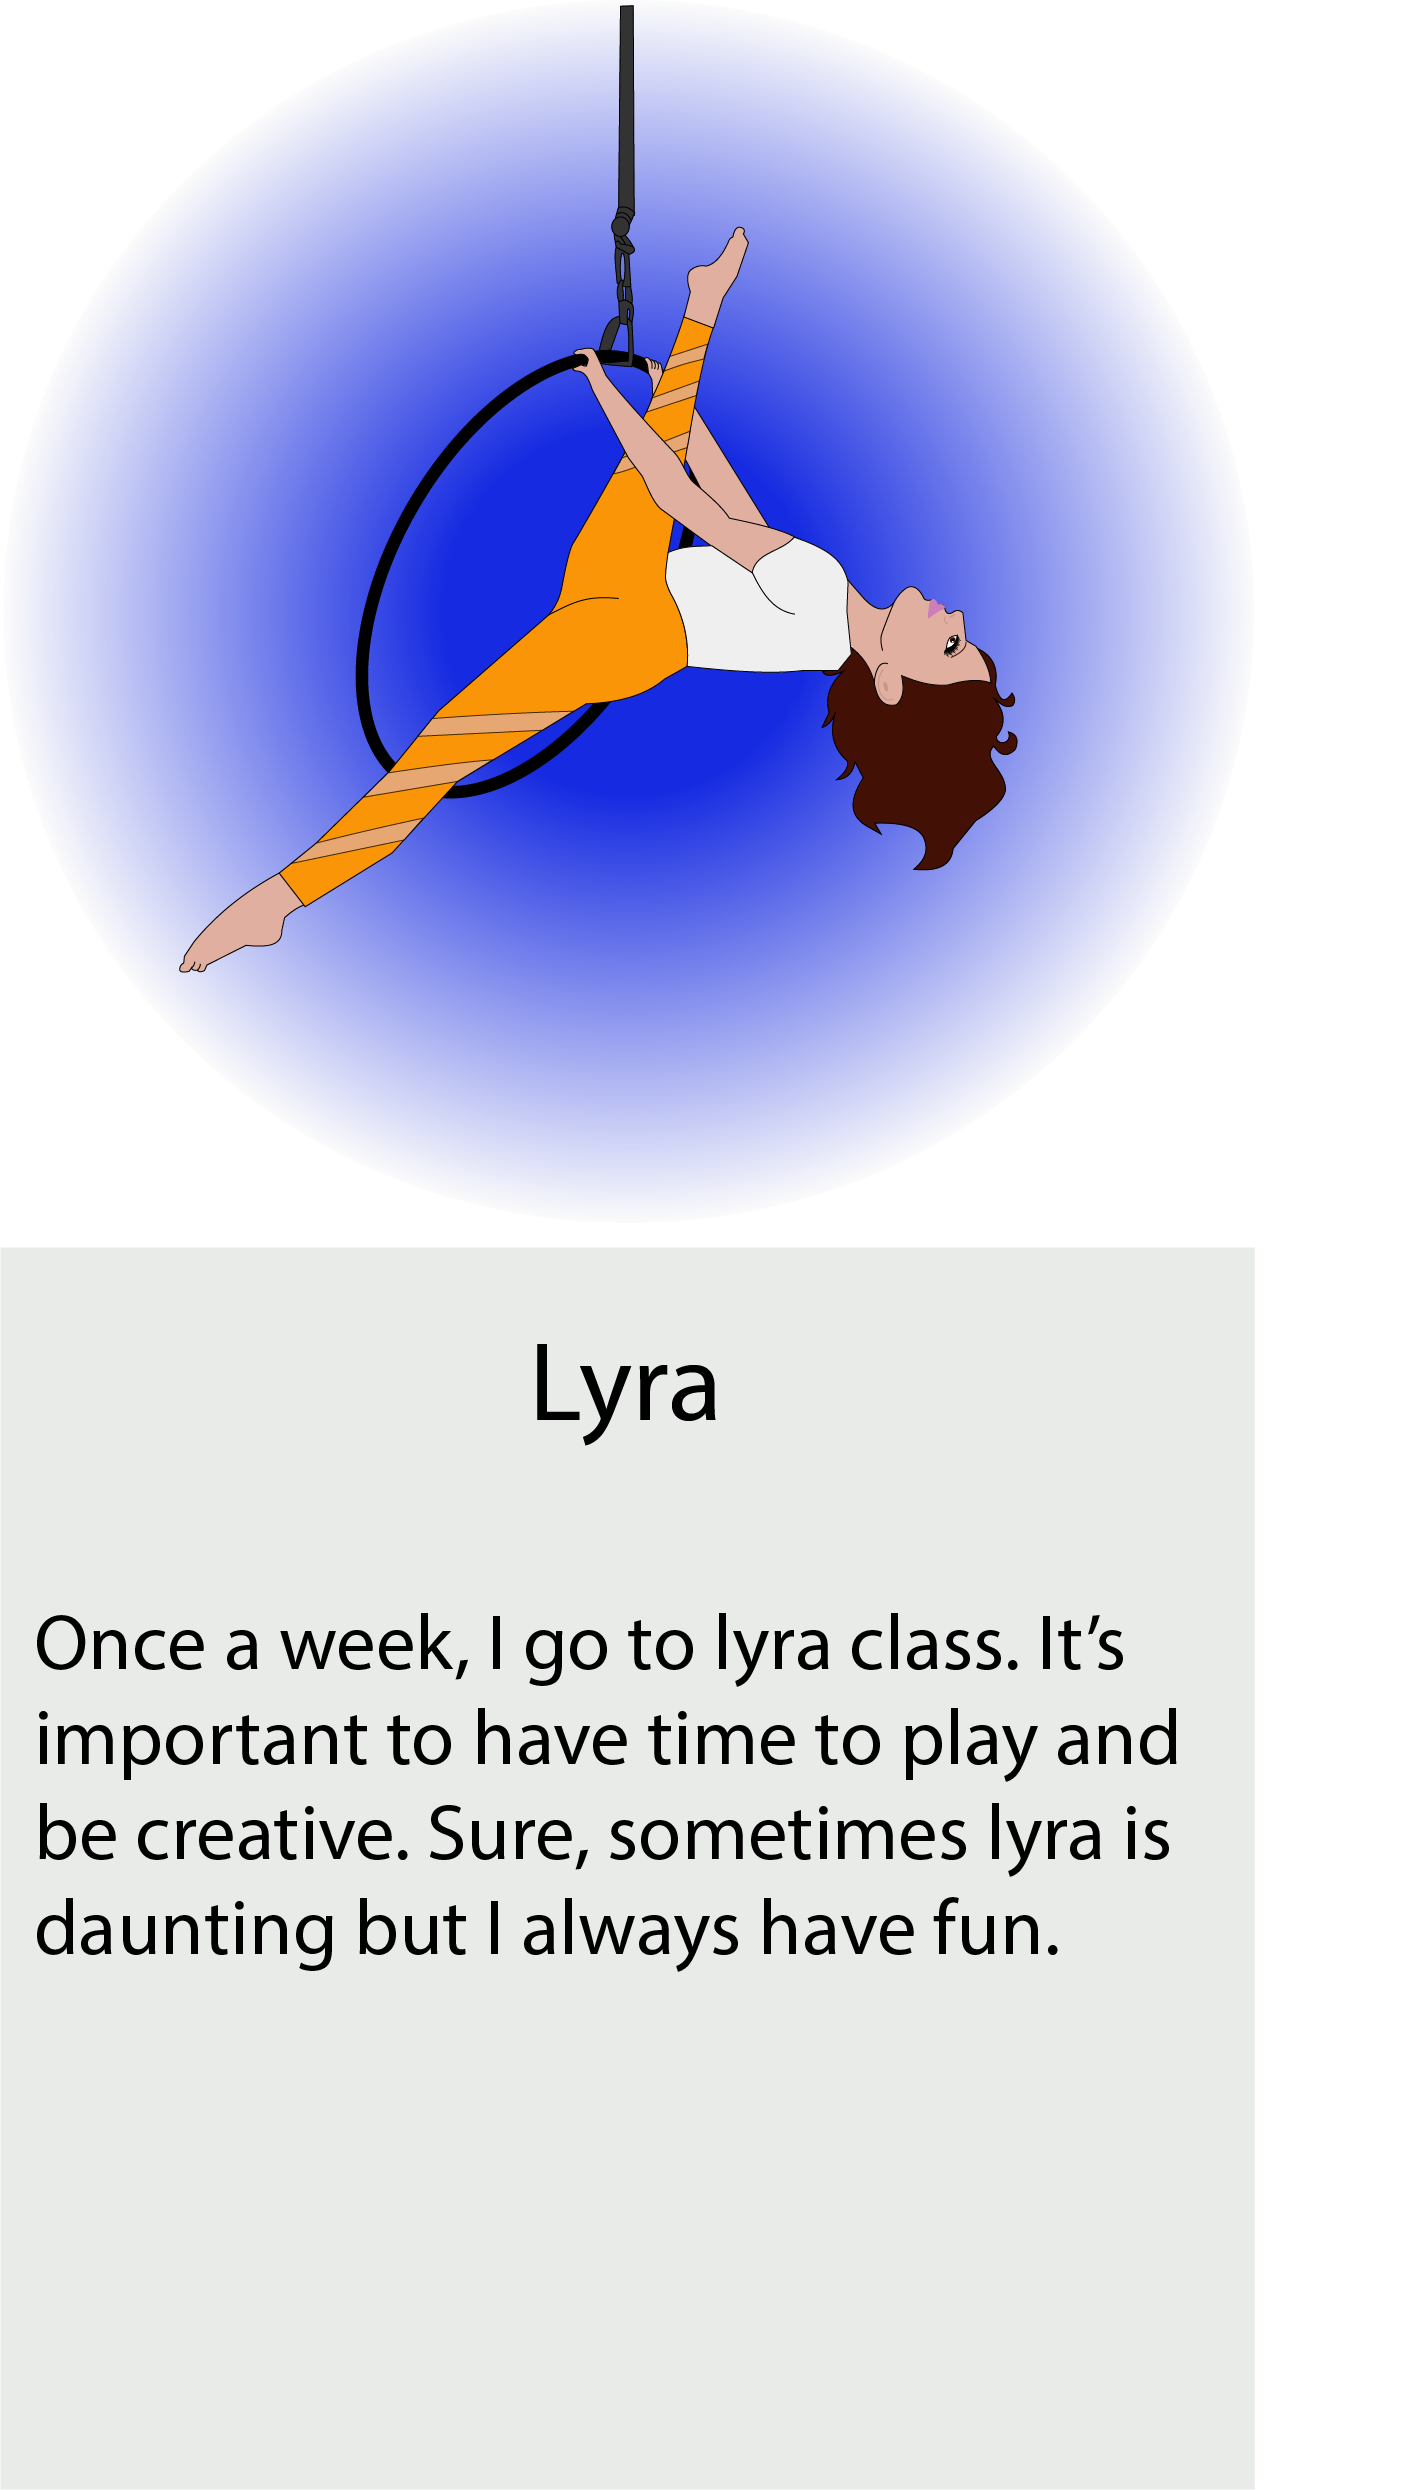 Lyra
Once a week, I go to lyra class. It’s
important to have time to play and
be creative. Sure, sometimes lyra is
daunting but I always have fun.